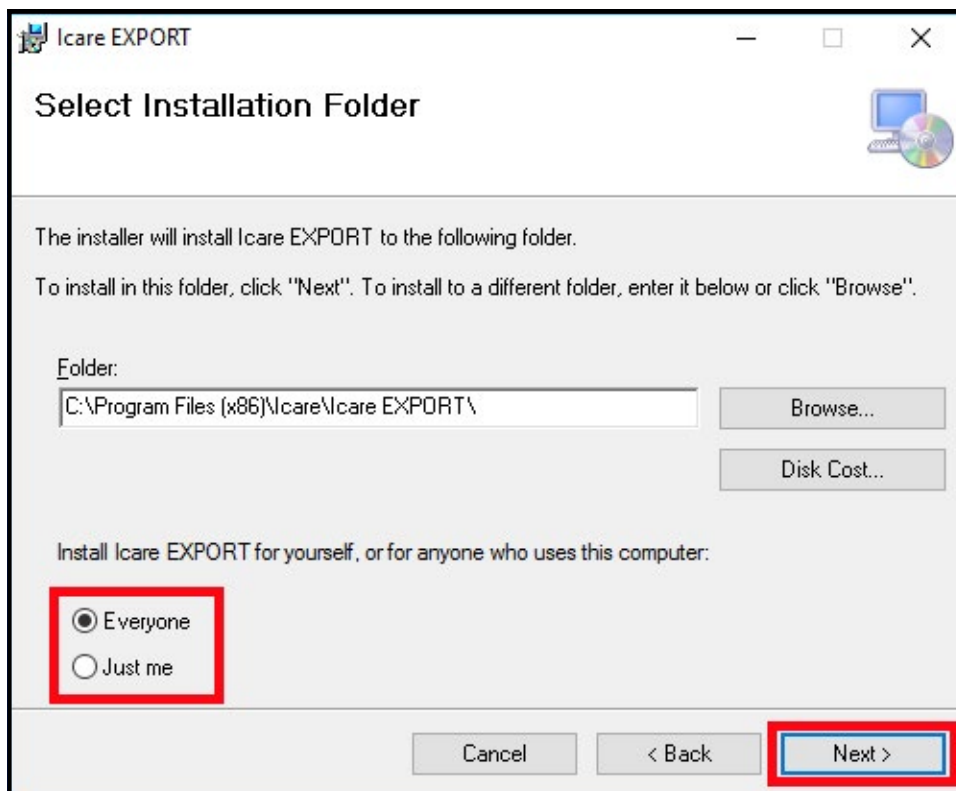 Icare EXPORT
Select Installation Folder
The installer will install Icare EXPORT to the following folder.
To install in this folder, click "Next". To install to a different folder, enter it below or click "Browse".
Folder:
C:\Program Files (x86)\Icare\Icare EXPORT\
Browse...
Disk Cost...
Install Icare EXPORT for yourself, or for anyone who uses this computer:
Everyone
Just me
Cancel
< Back
Next >